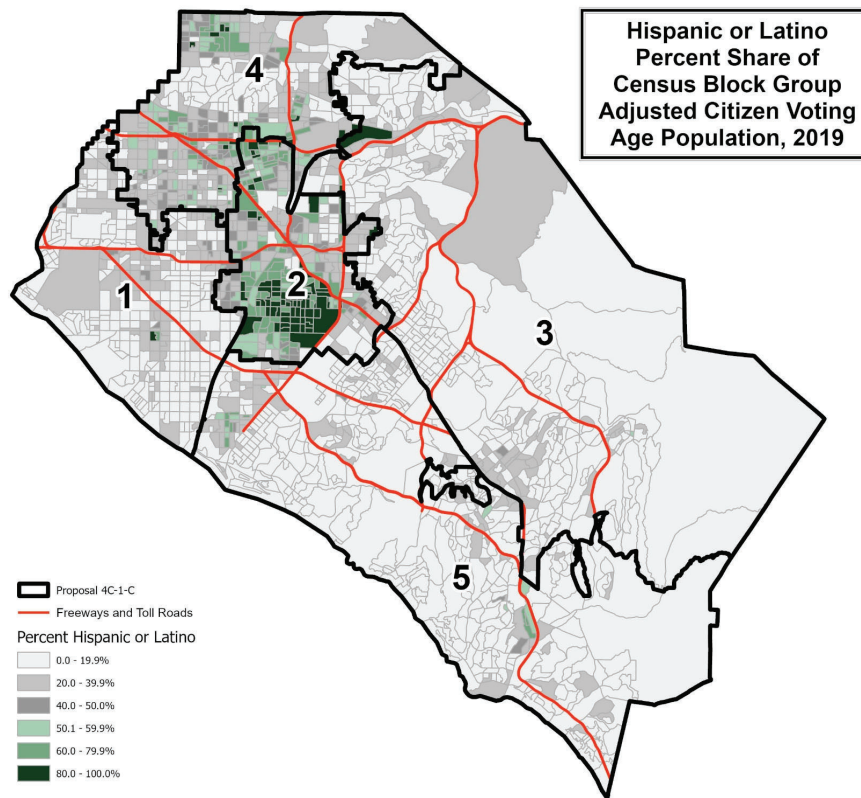 Hispanic or Latino
Percent Share of
Census Block Group
Adjusted Citizen Voting
Age Population, 2019
4
2
1
3
5
Proposal 4C-1-C
Freeways and Toll Roads
Percent Hispanic or Latino
0.0 - 19.9%
20.0 - 39.9%
40.0 - 50.0%
50.1 - 59.9%
60.0 - 79.9%
80.0 - 100.0%